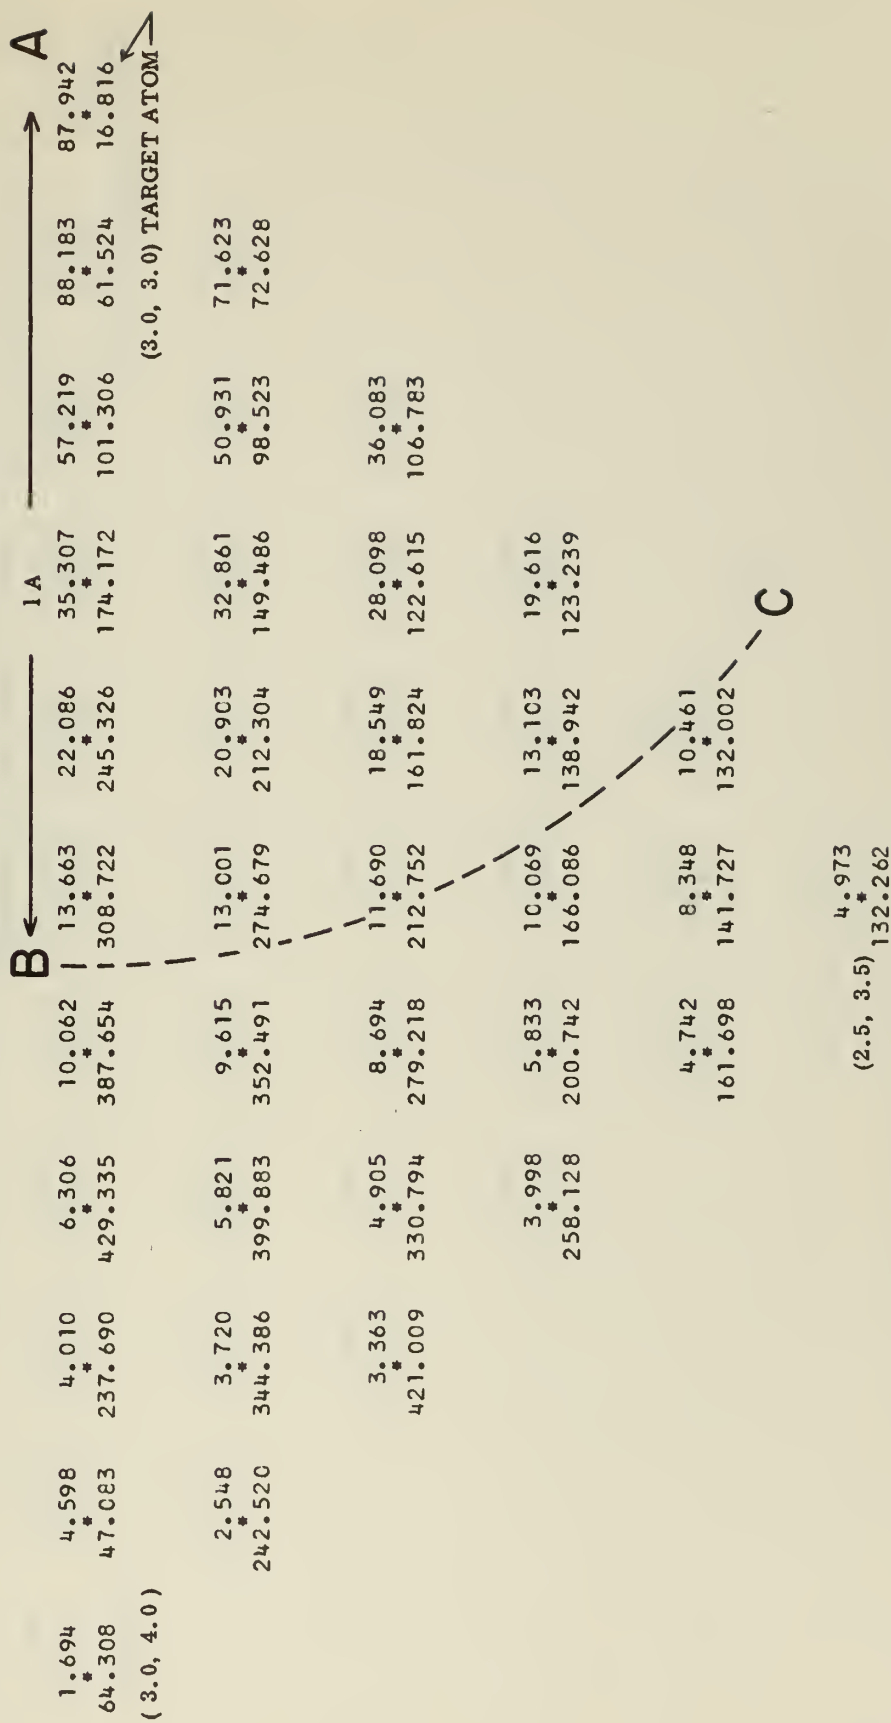 B 1A A
1.694 4.598 4.010 6.306 10.062 13.663 22.086 35.307 57.219 88.183 87.942
* * * * * * * * * * *
64.308 47.083 237.690 429.335 387.654 308.722 245.326 174.172 101.306 61.524 16.816
(3.0, 4.0) (3.0, 3.0) TARGET ATOM
2.548 3.720 5.821 9.615 13.001 20.903 32.861 50.931 71.623
* * * * * * * * *
242.520 344.386 399.883 352.491 274.679 212.304 149.486 98.523 72.628
3.363 4.905 8.694 11.690 18.549 28.098 36.083
* * * * * * *
421.009 330.794 279.218 212.752 161.824 122.615 106.783
3.998 5.833 10.069 13.103 19.616
* * * * *
258.128 200.742 166.086 138.942 123.239
4.742 8.348 10.461
* * *
161.698 141.727 132.002
C
4.973
*
(2.5, 3.5) 132.262